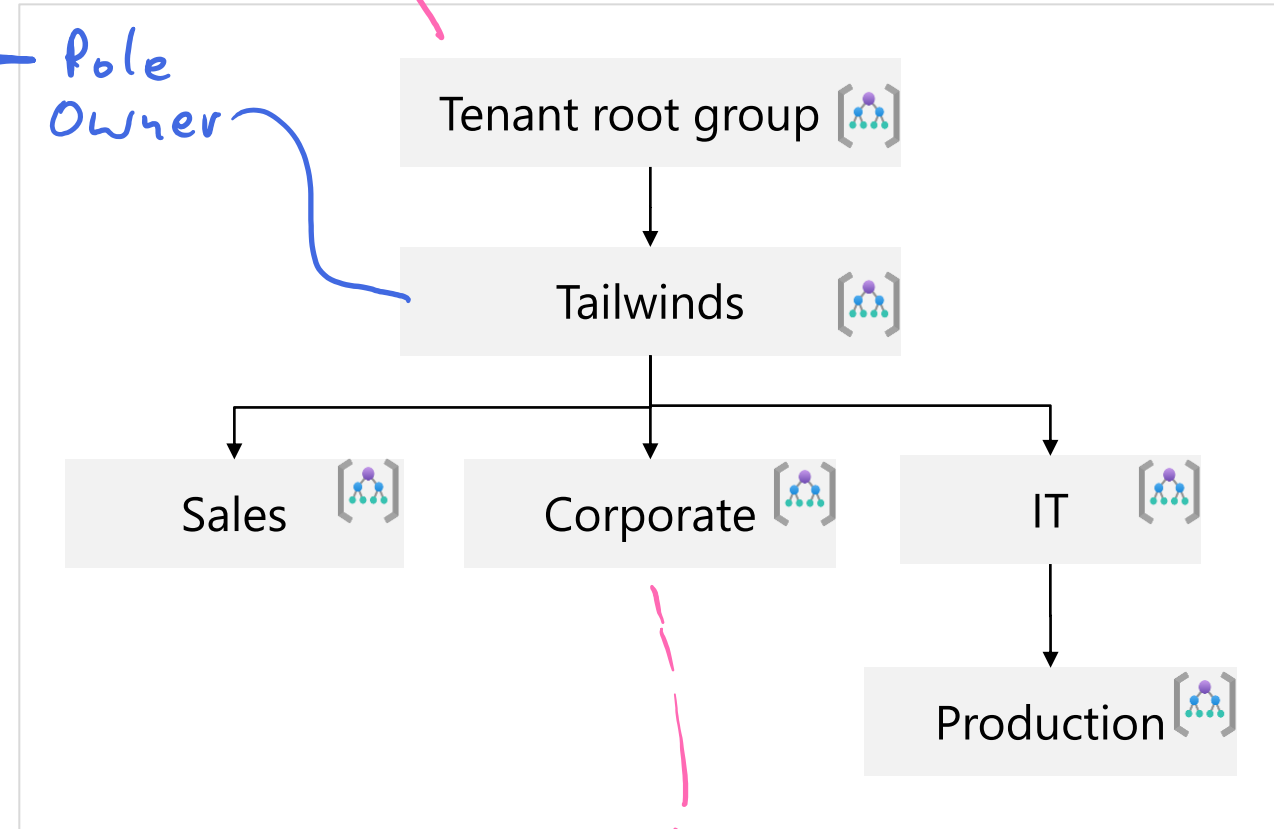 Role
Owner
Tenant root group
Tailwinds
Sales
Corporate
IT
Production